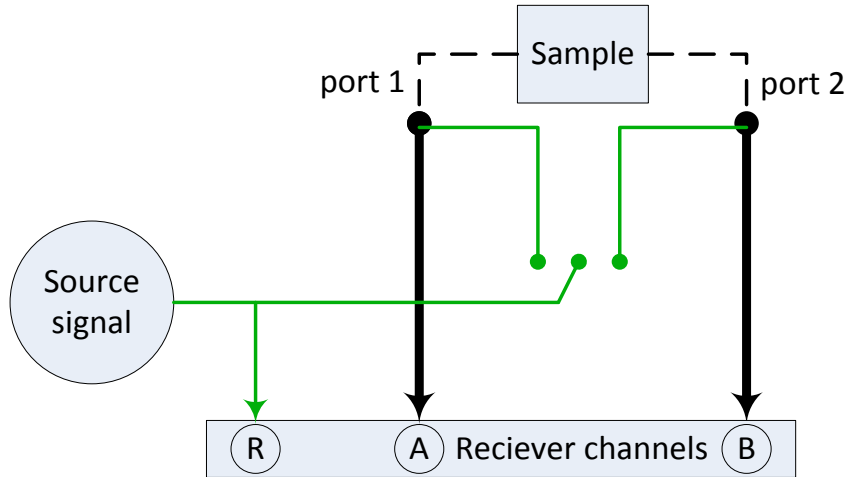 Sample
port 1
port 2
Source
signal
R
A
Reciever channels
B